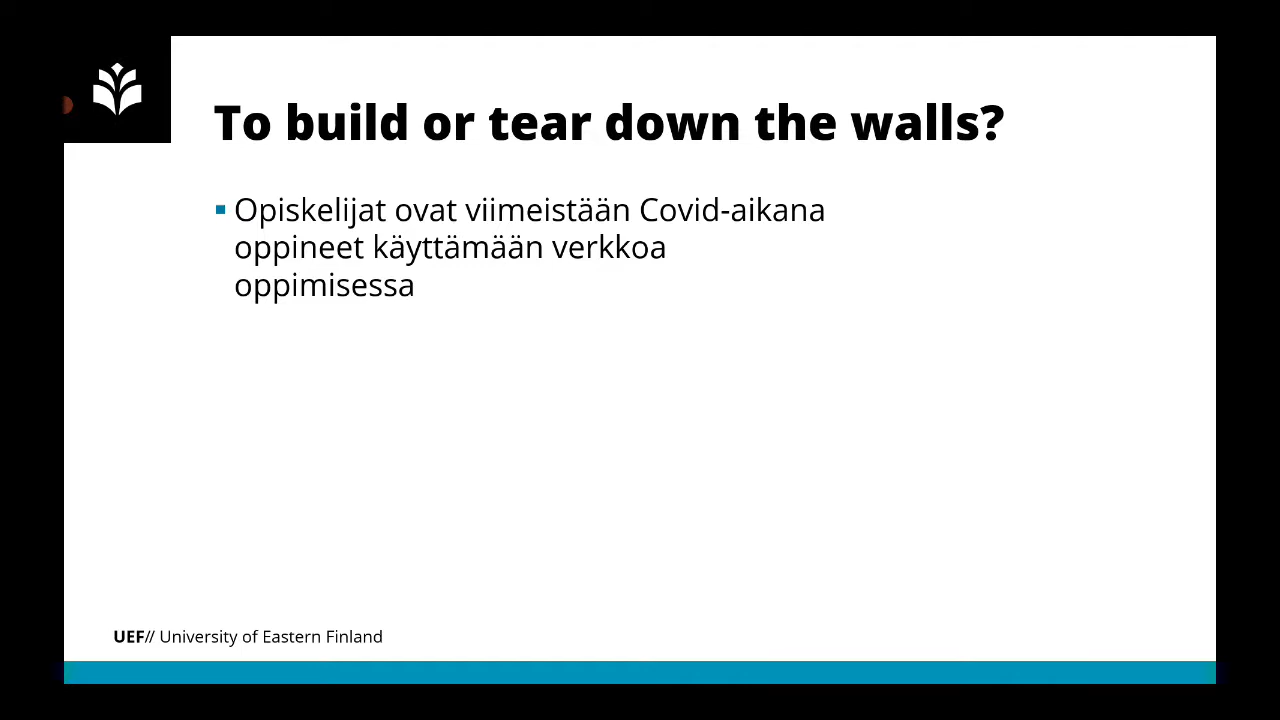 To build or tear down the walls?
Opiskelijat ovat viimeistään Covid-aikana
oppineet käyttämään verkkoa
oppimisessa
UEF// University of Eastern Finland